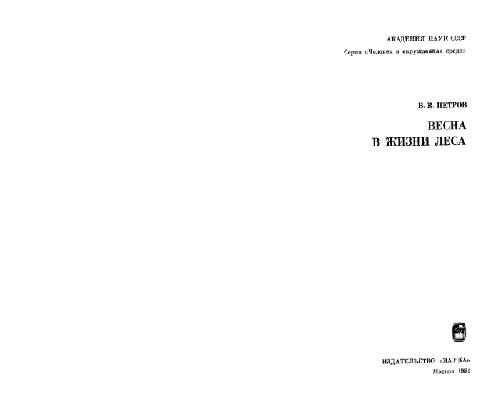 АКАДЕМИЯ НАУК СССР
Серия «Человек и окружающая среда»
В. В. ПЕТРОВ
ВЕСНА
В ЖИЗНИ ЛЕСА
ИЗДАТЕЛЬСТВО «НАУКА»
Москва 1981